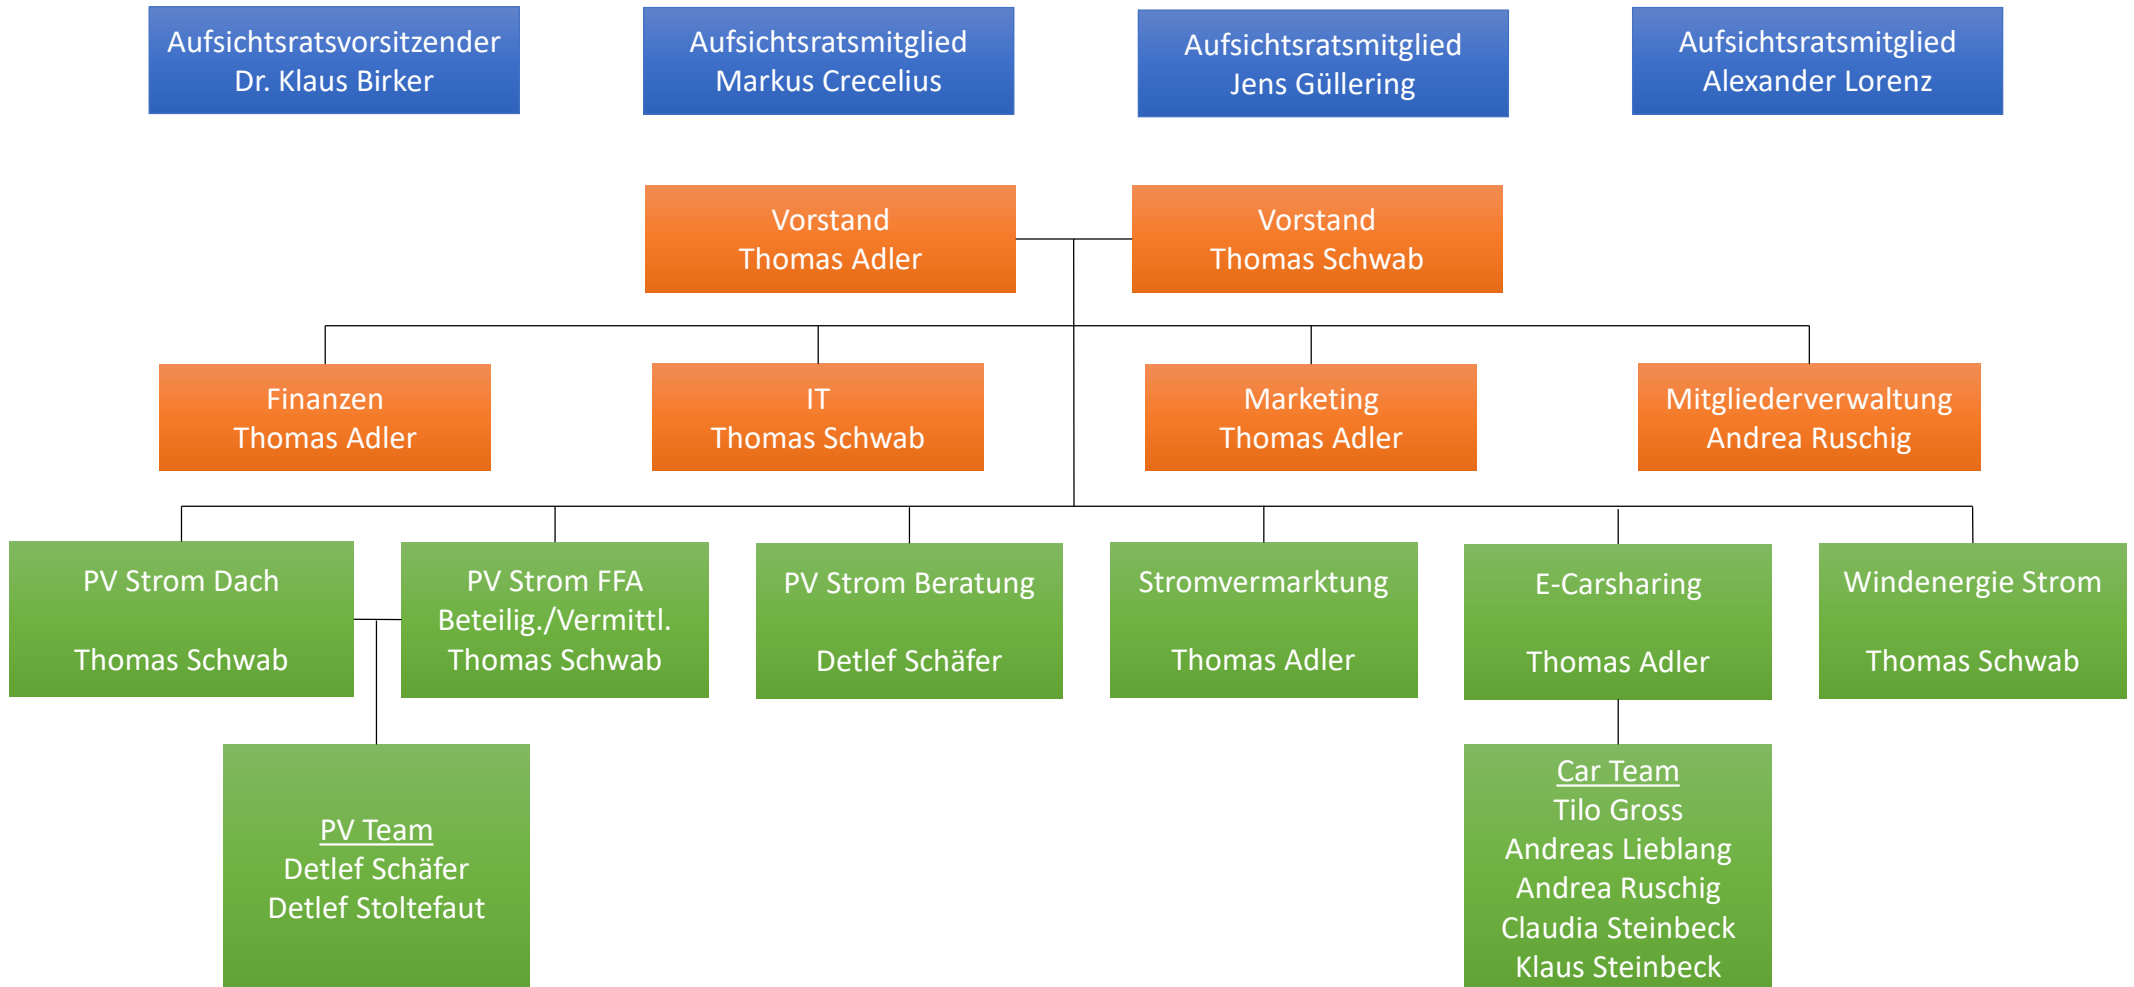 Aufsichtsratsvorsitzender
Dr. Klaus Birker
Aufsichtsratsmitglied
Markus Crecelius
Aufsichtsratsmitglied
Jens Güllering
Aufsichtsratsmitglied
Alexander Lorenz
Vorstand
Thomas Adler
Vorstand
Thomas Schwab
Finanzen
Thomas Adler
IT
Thomas Schwab
Marketing
Thomas Adler
Mitgliederverwaltung
Andrea Ruschig
PV Strom Dach
Thomas Schwab
PV Strom FFA
Beteilig./Vermittl.
Thomas Schwab
PV Strom Beratung
Detlef Schäfer
Stromvermarktung
Thomas Adler
E-Carsharing
Thomas Adler
Windenergie Strom
Thomas Schwab
PV Team
Detlef Schäfer
Detlef Stoltefaut
Car Team
Tilo Gross
Andreas Lieblang
Andrea Ruschig
Claudia Steinbeck
Klaus Steinbeck